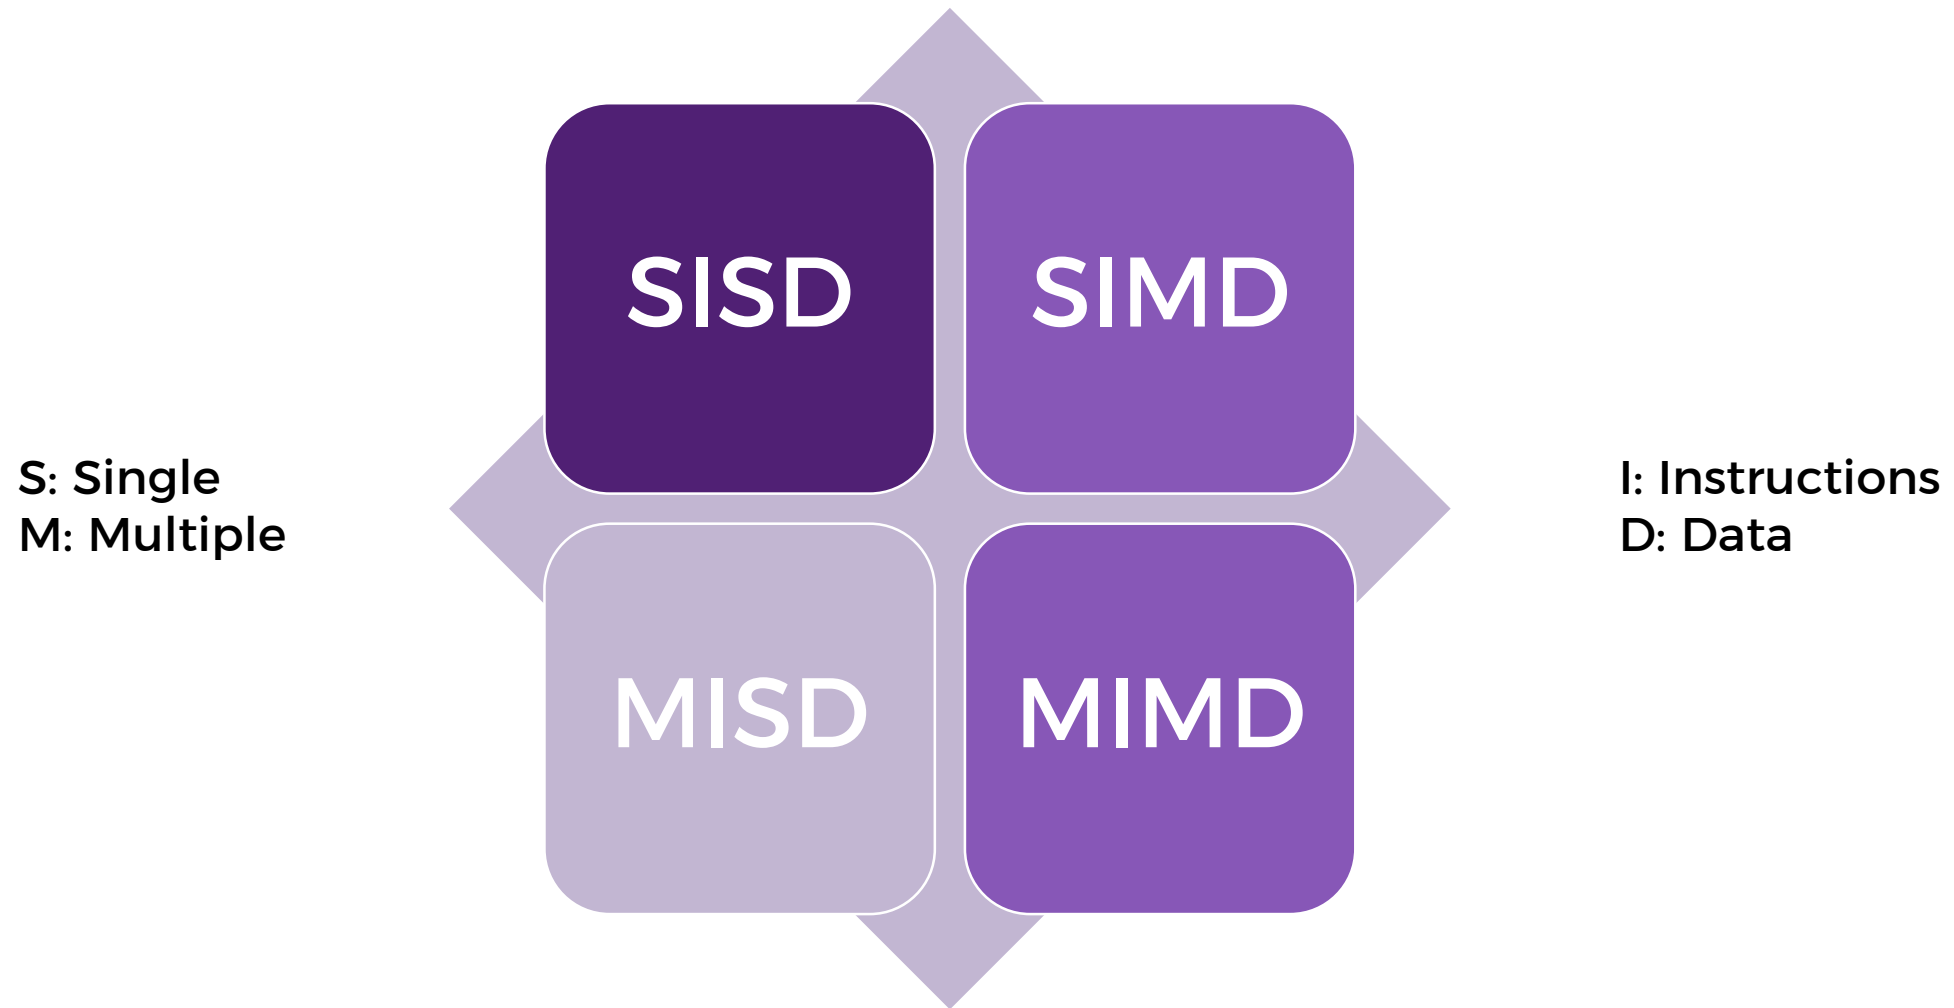 SISD
SIMD
S: Single
M: Multiple
I: Instructions
D: Data
MISD
MIMD